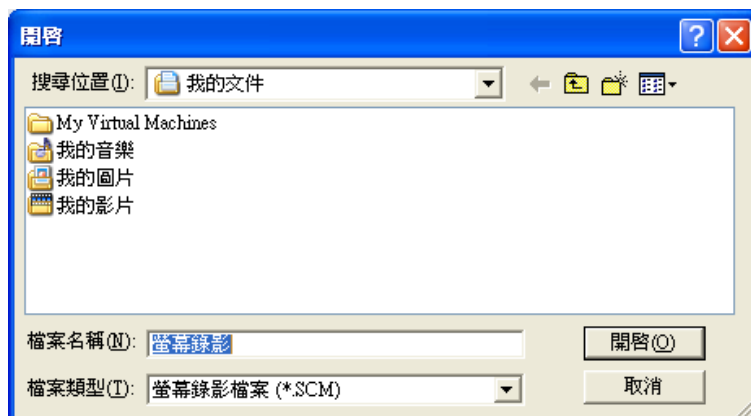 開啓
搜尋位置(I): 我的文件
My Virtual Machines
我的音樂
我的圖片
我的影片
檔案名稱(N): 螢幕錄影 開啓(O)
檔案類型(T): 螢幕錄影檔案 (*.SCM) 取消